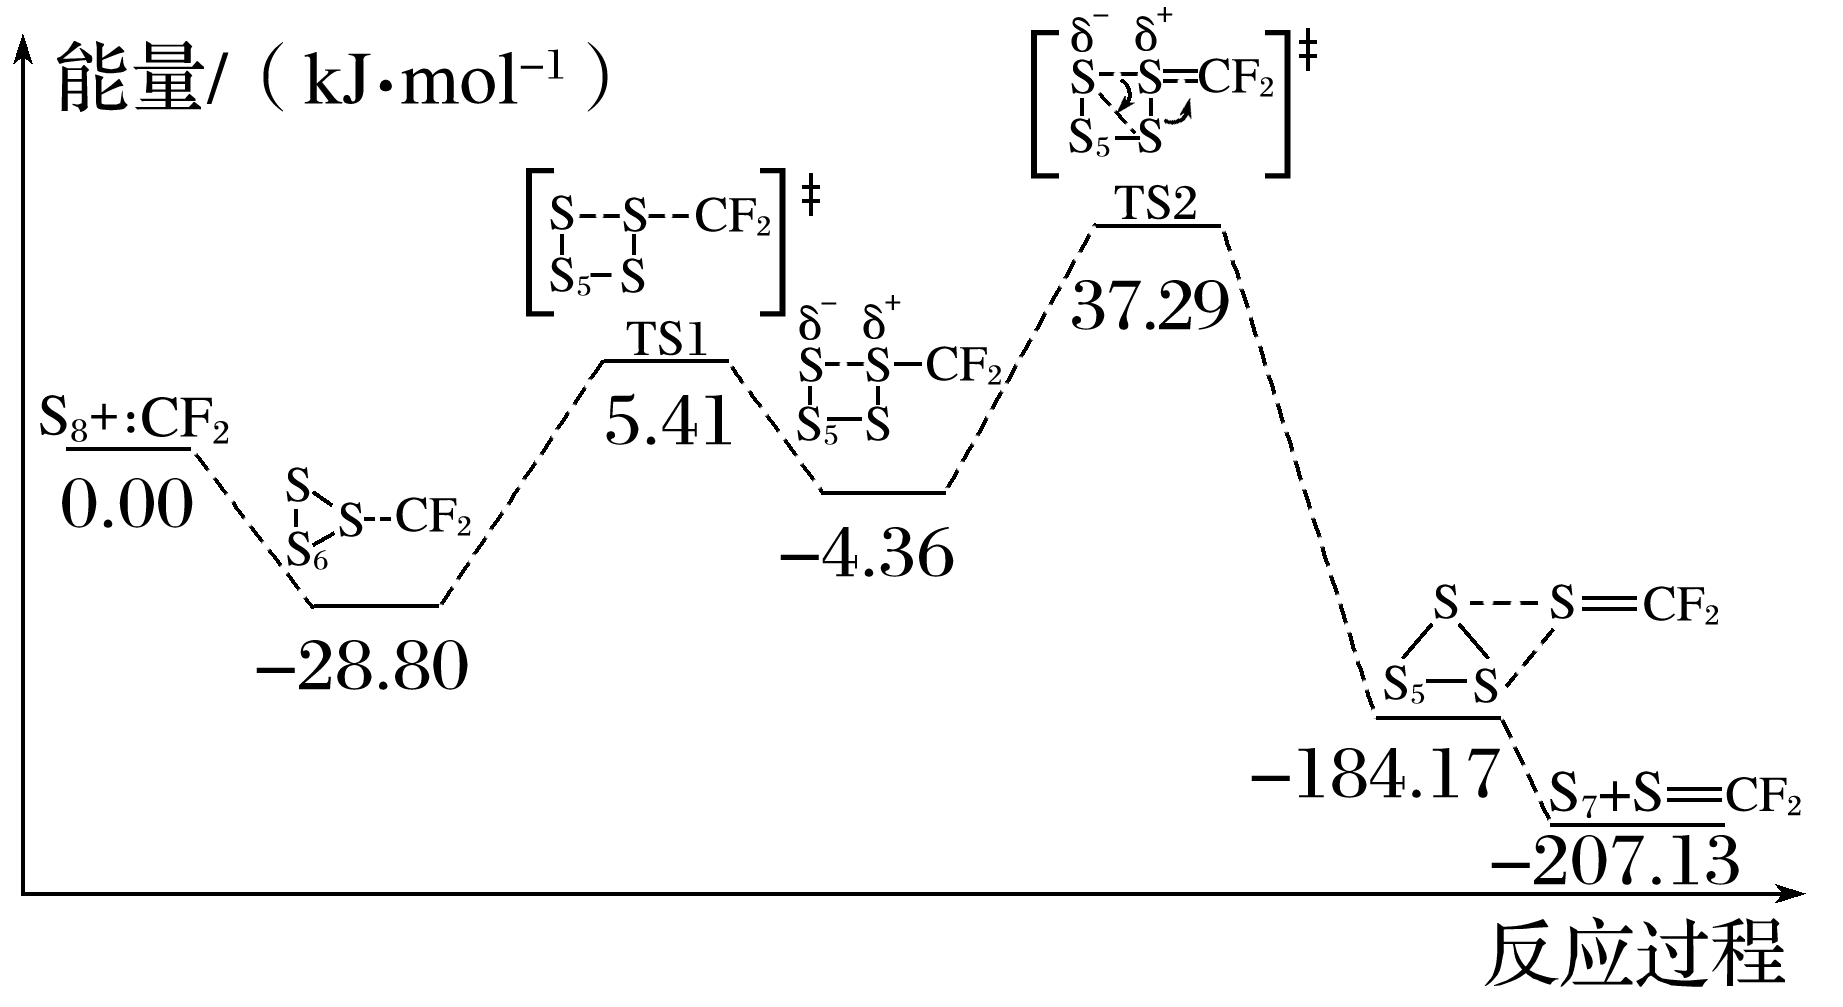 能量/（kJ·mol⁻¹）
S₈+:CF₂
0.00
S
S--CF₂
S₆
−28.80
[S--S--CF₂]‡
S₅−S
TS1
5.41
δ⁻ δ⁺
S--S−CF₂
S₅−S
−4.36
δ⁻ δ⁺
[S--S=CF₂]‡
S₅−S
TS2
37.29
S---S=CF₂
S₅−S
−184.17
S₇+S=CF₂
−207.13
反应过程